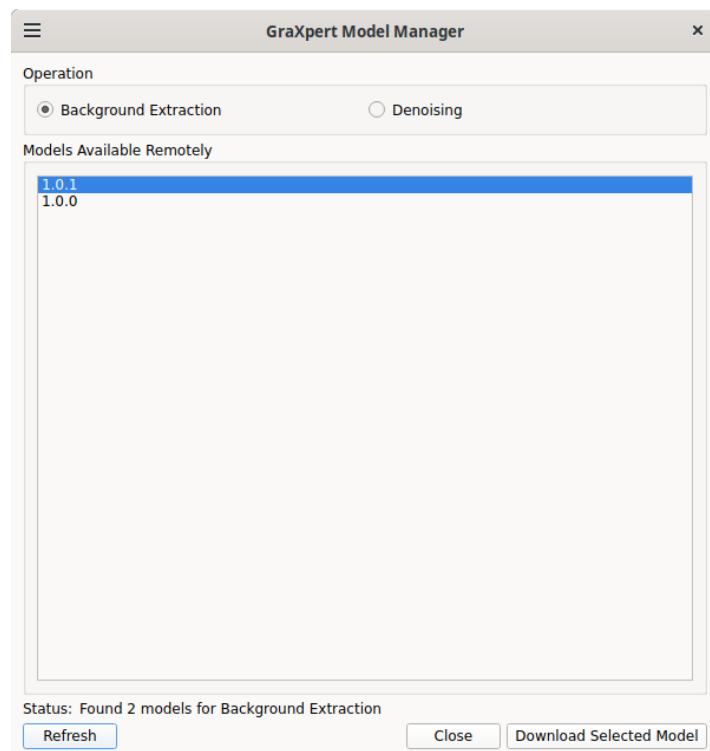 GraXpert Model Manager
Operation
Background Extraction Denoising
Models Available Remotely
1.0.1
1.0.0
Status: Found 2 models for Background Extraction
Refresh Close Download Selected Model